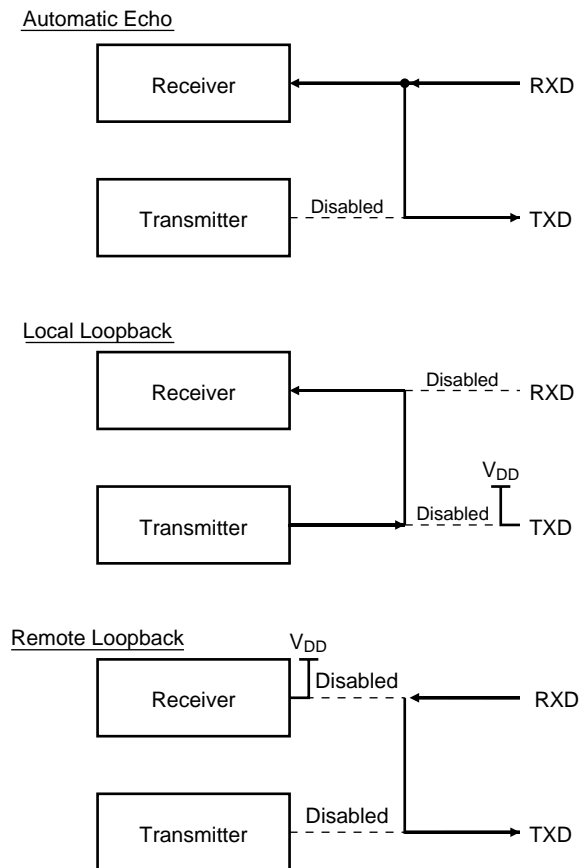 Automatic Echo
Receiver
RXD
Transmitter
Disabled
TXD
Local Loopback
Receiver
Disabled
RXD
VDD
Transmitter
Disabled
TXD
Remote Loopback
VDD
Receiver
Disabled
RXD
Transmitter
Disabled
TXD